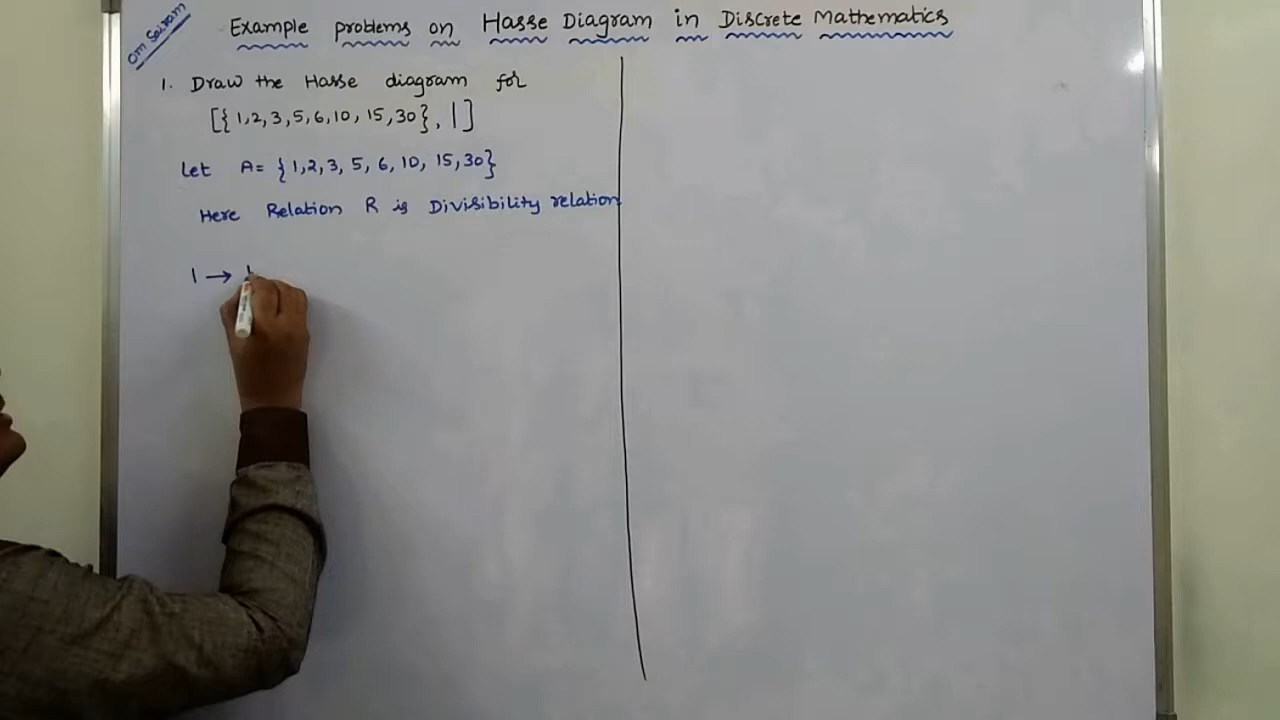 Om Sairam
Example problems on Hasse Diagram in Discrete Mathematics
1. Draw the Hasse diagram for
[{1,2,3,5,6,10, 15,30}, |]
Let A= {1,2,3, 5, 6, 10, 15,30}
Here Relation R is Divisibility relation
1 → 1